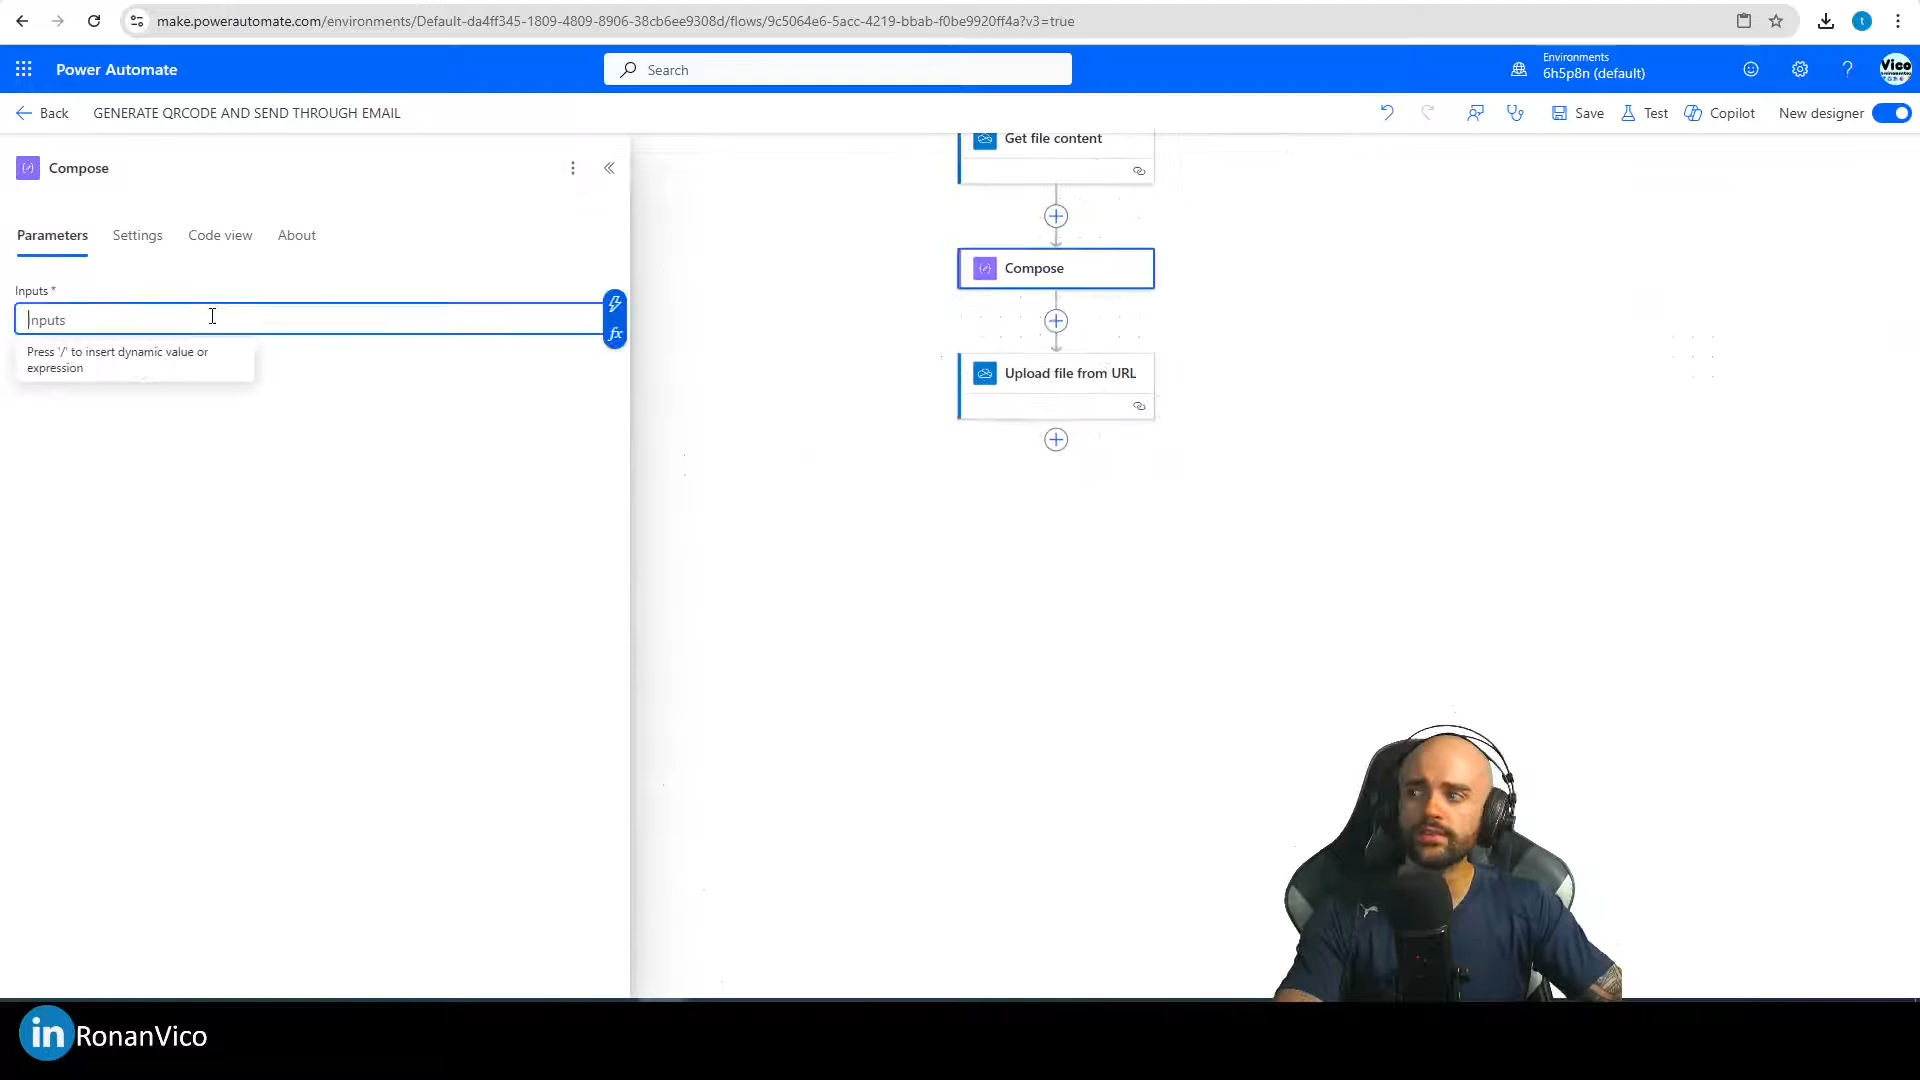 make.powerautomate.com/environments/Default-da4ff345-1809-4809-8906-38cb6ee9308d/flows/9c5064e6-5acc-4219-bbab-f0be9920ff4a?v3=true
t
Power Automate
Search
Environments
6h5p8n (default)
?
Vico
Back
GENERATE QRCODE AND SEND THROUGH EMAIL
Save
Test
Copilot
New designer
Compose
Parameters
Settings
Code view
About
Inputs *
Inputs
fx
Press '/' to insert dynamic value or
expression
Get file content
Compose
Upload file from URL
in RonanVico